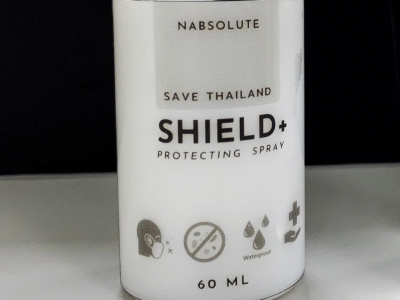 NABSOLUTE
SAVE THAILAND
SHIELD+
PROTECTING SPRAY
Waterproof
60 ML